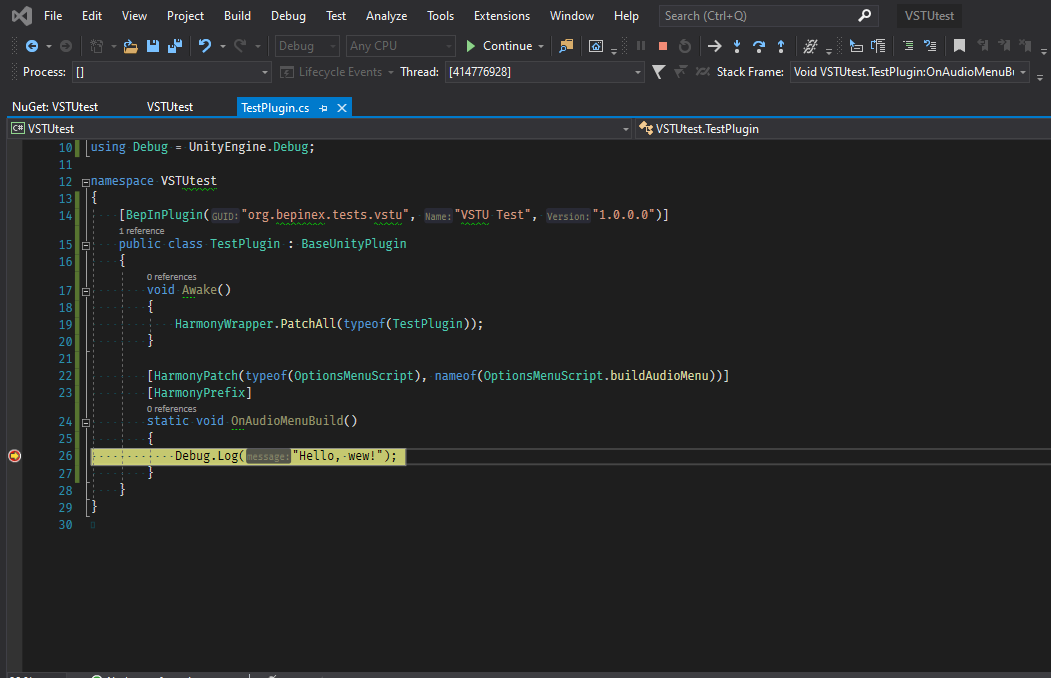 File Edit View Project Build Debug Test Analyze Tools Extensions Window Help Search (Ctrl+Q) VSTUtest
Debug Any CPU Continue
Process: [] Lifecycle Events Thread: [414776928] Stack Frame: Void VSTUtest.TestPlugin:OnAudioMenuBu
NuGet: VSTUtest VSTUtest TestPlugin.cs
C# VSTUtest VSTUtest.TestPlugin
10 using Debug = UnityEngine.Debug;
11
12 namespace VSTUtest
13 {
14 [BepInPlugin(GUID:"org.bepinex.tests.vstu", Name:"VSTU Test", Version:"1.0.0.0")]
1 reference
15 public class TestPlugin : BaseUnityPlugin
16 {
0 references
17 void Awake()
18 {
19 HarmonyWrapper.PatchAll(typeof(TestPlugin));
20 }
21
22 [HarmonyPatch(typeof(OptionsMenuScript), nameof(OptionsMenuScript.buildAudioMenu))]
23 [HarmonyPrefix]
0 references
24 static void OnAudioMenuBuild()
25 {
26 Debug.Log(message:"Hello, wew!");
27 }
28 }
29 }
30